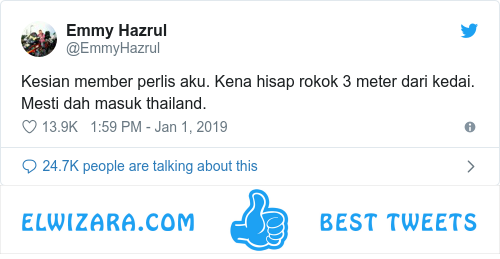 Emmy Hazrul
@EmmyHazrul
Kesian member perlis aku. Kena hisap rokok 3 meter dari kedai.
Mesti dah masuk thailand.
13.9K 1:59 PM - Jan 1, 2019
24.7K people are talking about this
ELWIZARA.COM BEST TWEETS